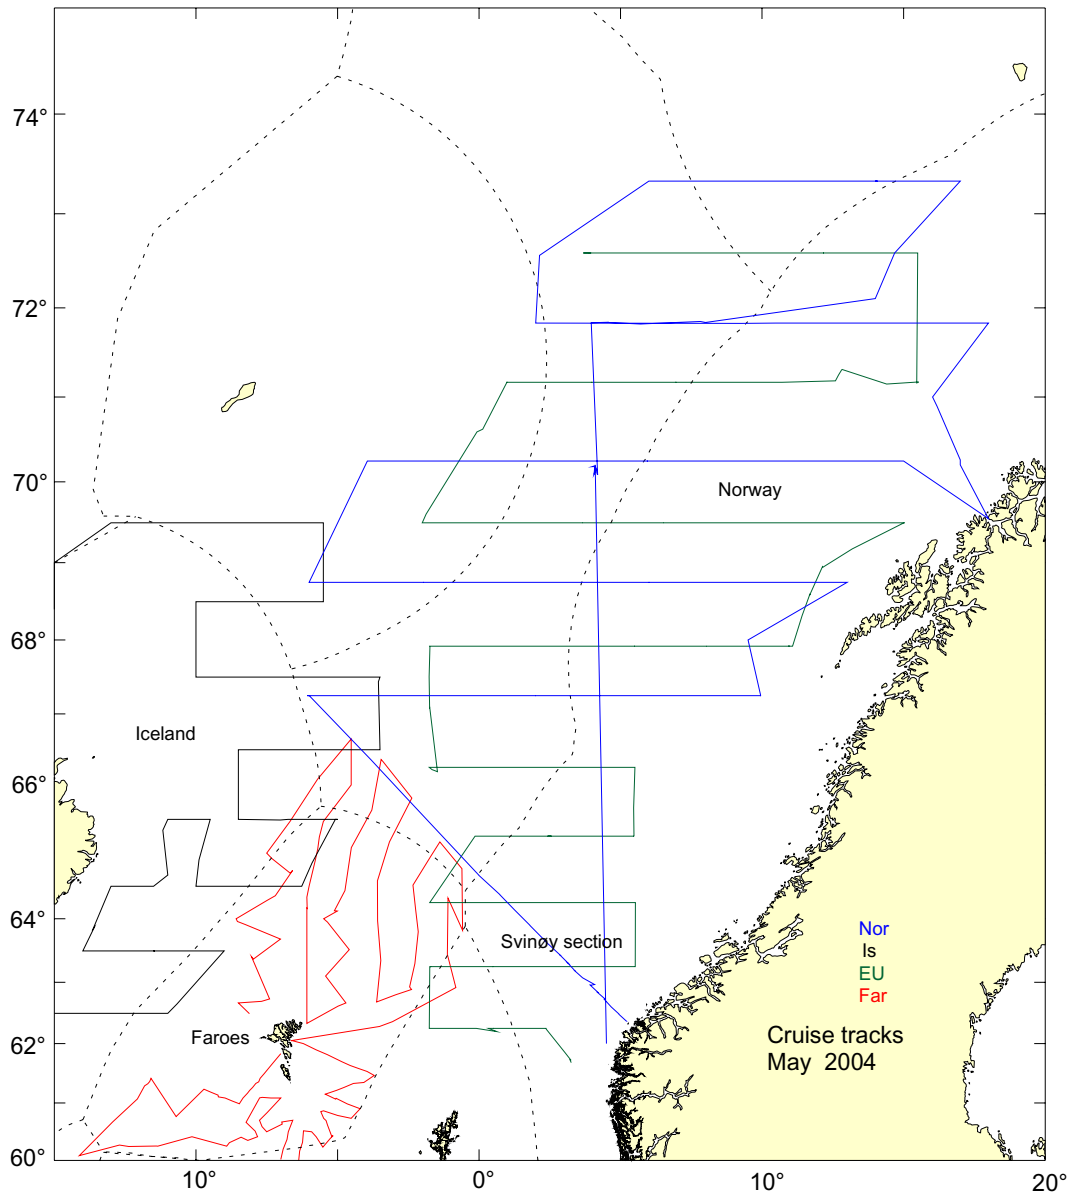 74°
72°
70°
Norway
68°
Iceland
66°
64°
Nor
Svinøy section
Is
EU
Far
Faroes
Cruise tracks
62°
May 2004
60°
10°
0°
10°
20°